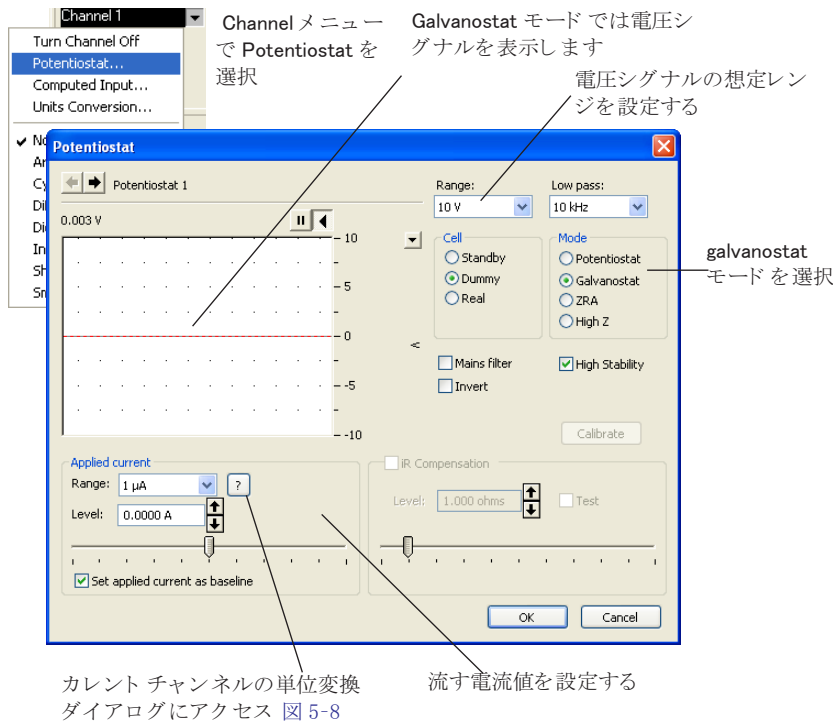 Channel 1
Channel メニュー
で Potentiostat を
選択
Galvanostat モード では電圧シ
グナルを表示します
電圧シグナルの想定レン
ジを設定する
Turn Channel Off
Potentiostat...
Computed Input...
Units Conversion...
Potentiostat
Potentiostat 1
Range:
Low pass:
10 V
10 kHz
0.003 V
10
5
0
-5
-10
V
Cell
Standby
Dummy
Real
Mode
Potentiostat
Galvanostat
ZRA
High Z
galvanostat
モード を選択
Mains filter
High Stability
Invert
Calibrate
Applied current
Range:
1 µA
?
Level:
0.0000 A
Set applied current as baseline
iR Compensation
Level:
1.000 ohms
Test
OK
Cancel
カレント チャンネルの単位変換
ダイアログにアクセス 図 5-8
流す電流値を設定する